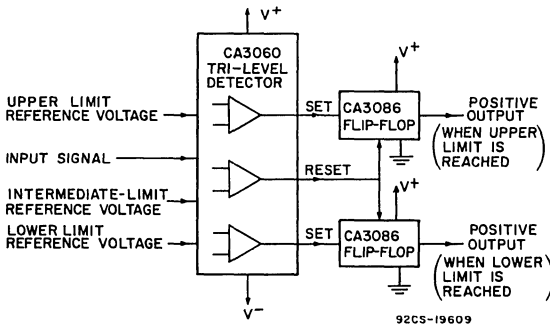 V+
CA3060
TRI-LEVEL
DETECTOR
UPPER LIMIT
REFERENCE VOLTAGE
INPUT SIGNAL
INTERMEDIATE-LIMIT
REFERENCE VOLTAGE
LOWER LIMIT
REFERENCE VOLTAGE
V-
SET
RESET
SET
V+
CA3086
FLIP-FLOP
POSITIVE
OUTPUT
(WHEN UPPER
LIMIT IS
REACHED)
V+
CA3086
FLIP-FLOP
POSITIVE
OUTPUT
(WHEN LOWER
LIMIT IS
REACHED)
92CS-19609